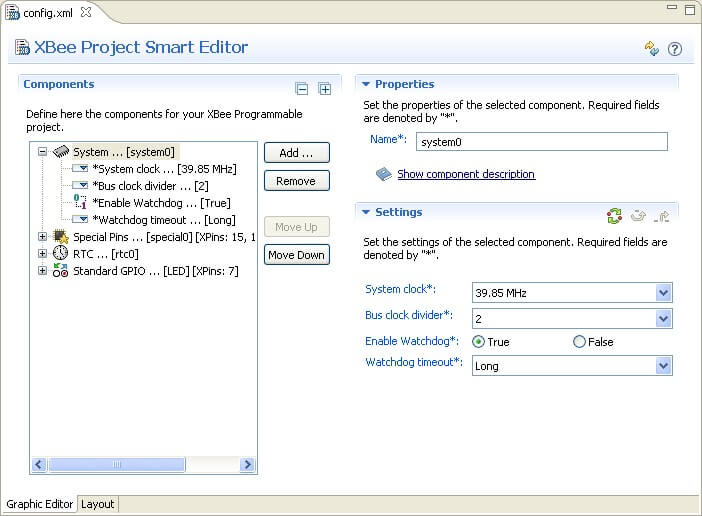 config.xml
XBee Project Smart Editor
Components
Define here the components for your XBee Programmable
project.
System ... [system0]
*System clock ... [39.85 MHz]
*Bus clock divider ... [2]
*Enable Watchdog ... [True]
*Watchdog timeout ... [Long]
Special Pins ... [special0] [XPins: 15, 1
RTC ... [rtc0]
Standard GPIO ... [LED] [XPins: 7]
Add ...
Remove
Move Up
Move Down
Properties
Set the properties of the selected component. Required fields
are denoted by "*".
Name*: system0
Show component description
Settings
Set the settings of the selected component. Required fields are
denoted by "*".
System clock*: 39.85 MHz
Bus clock divider*: 2
Enable Watchdog*: True False
Watchdog timeout*: Long
Graphic Editor Layout